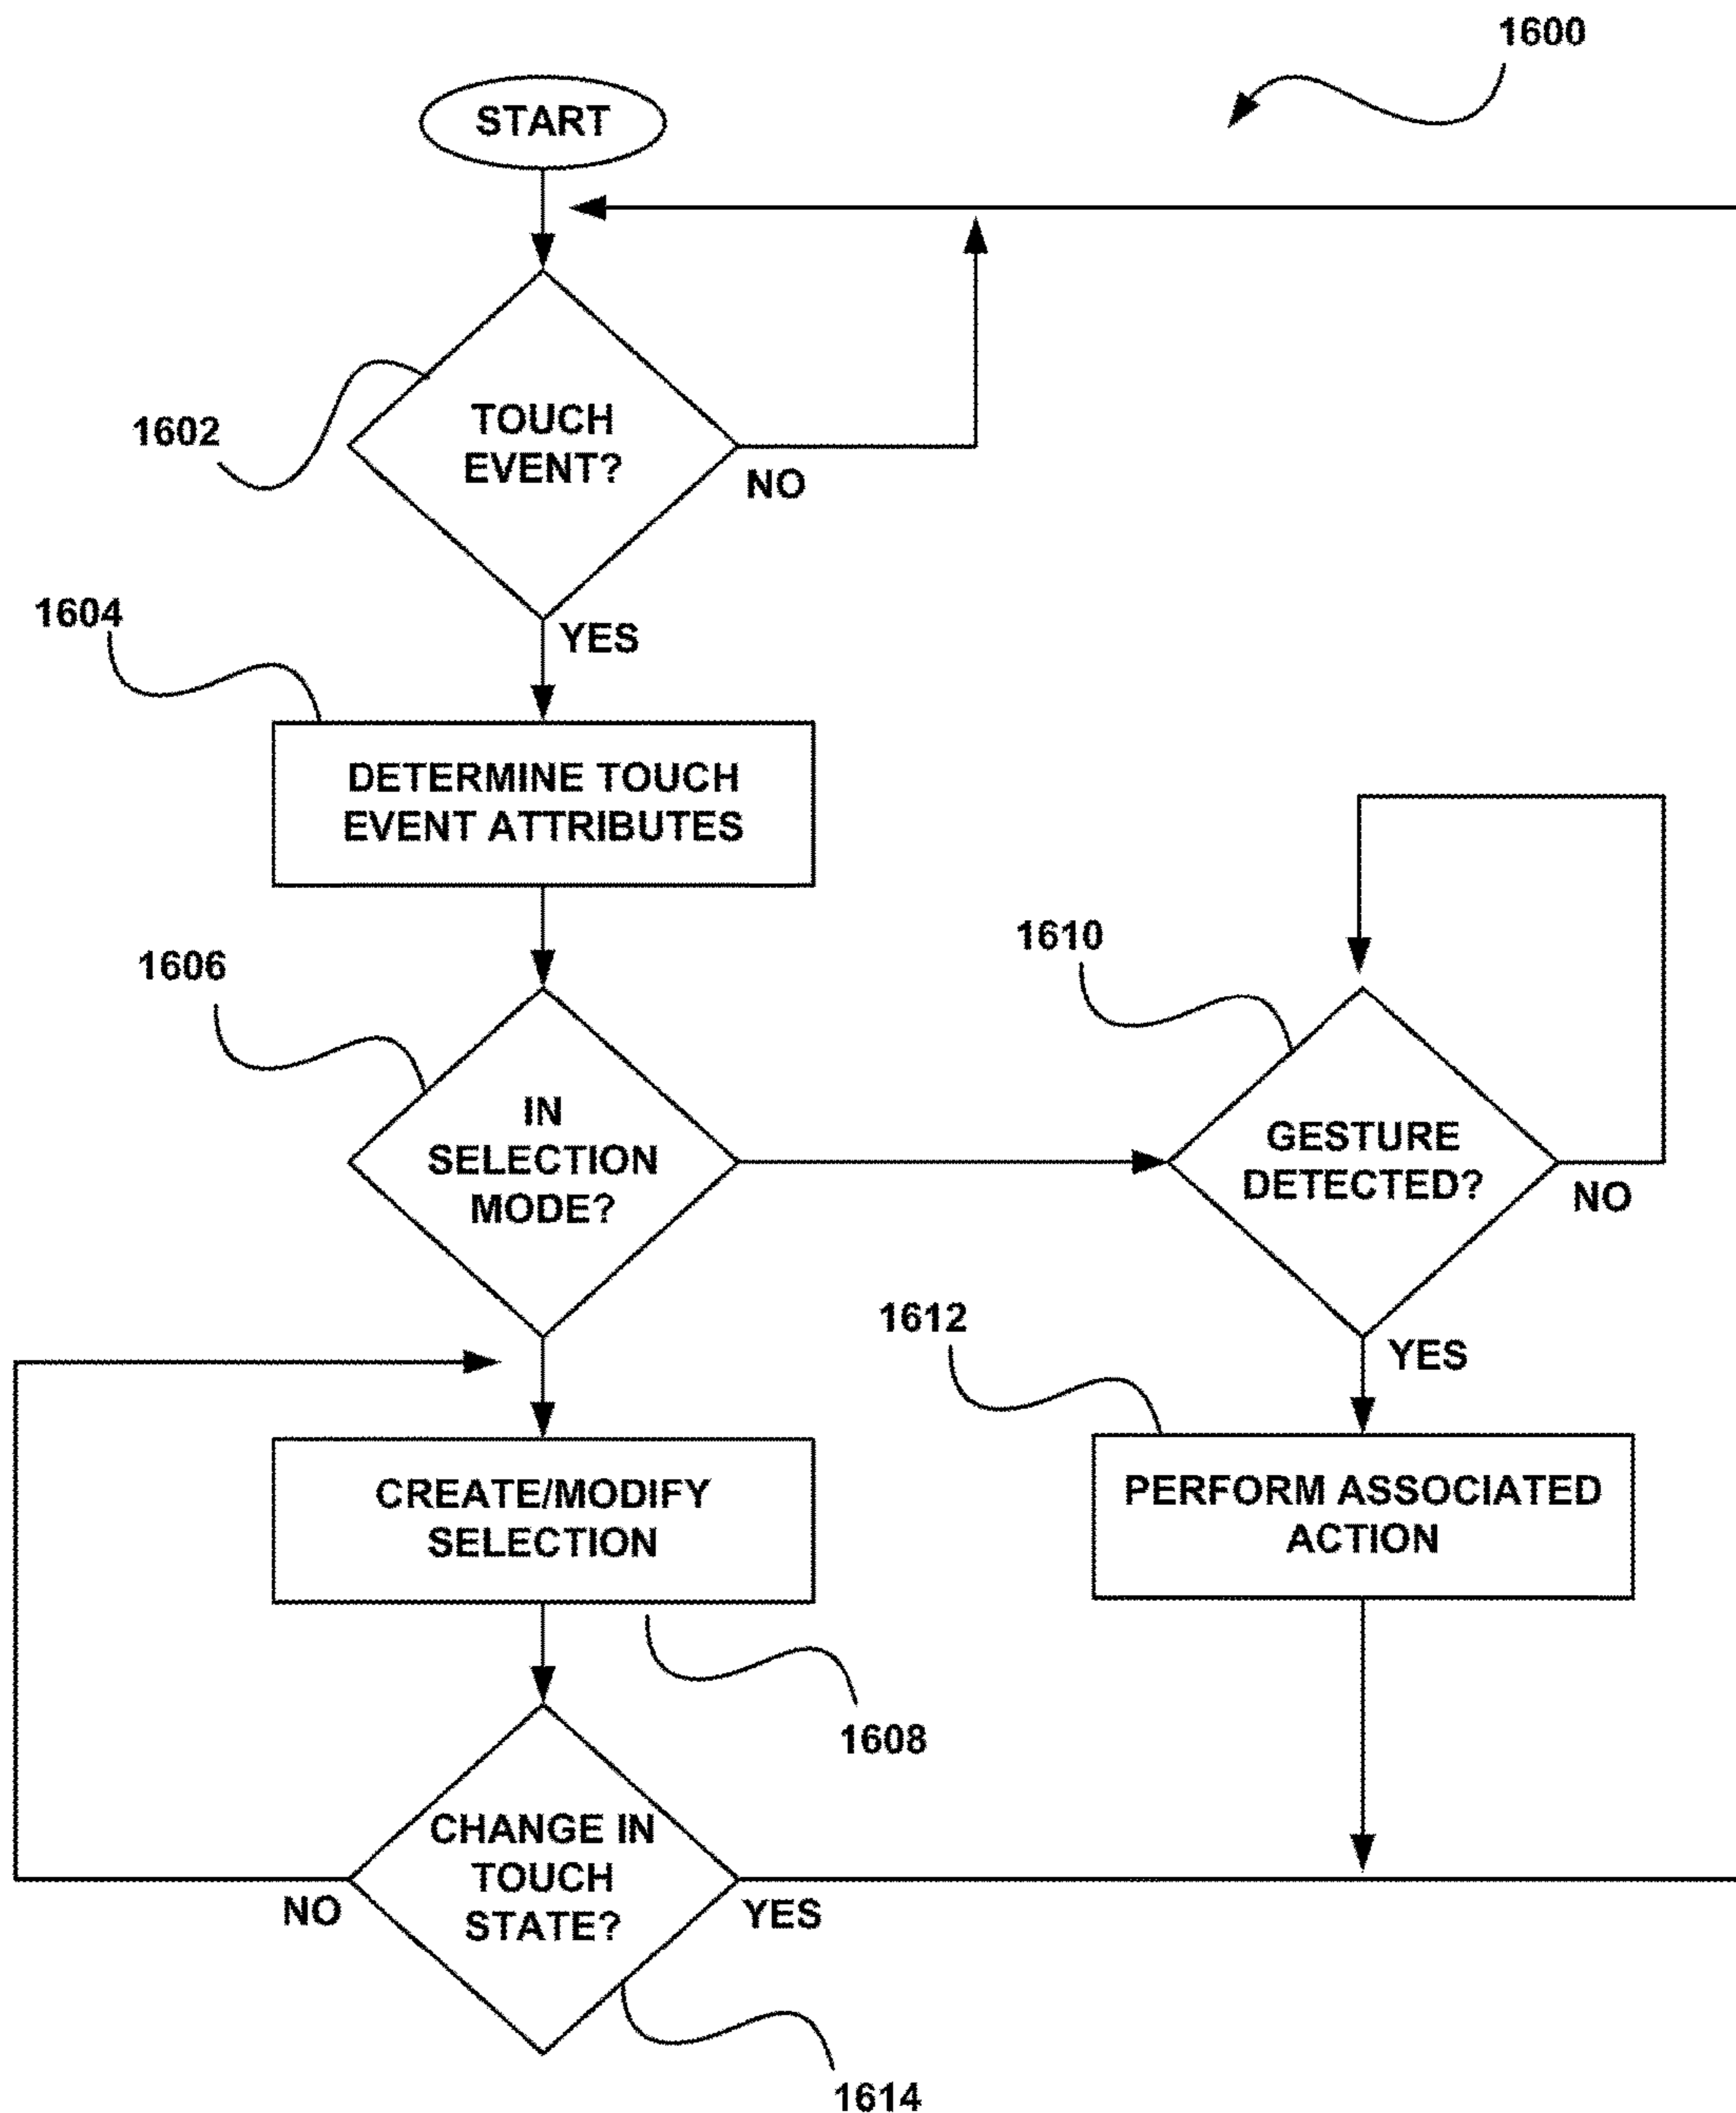 1600
START
1602
TOUCH
EVENT?
NO
1604
YES
DETERMINE TOUCH
EVENT ATTRIBUTES
1606
IN
SELECTION
MODE?
1610
GESTURE
DETECTED?
NO
1612
YES
CREATE/MODIFY
SELECTION
PERFORM ASSOCIATED
ACTION
1608
CHANGE IN
TOUCH
STATE?
NO
YES
1614